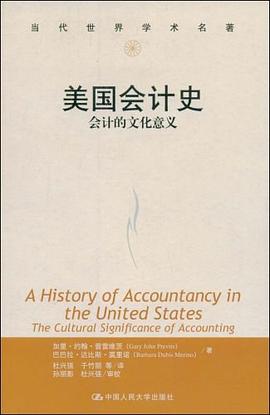 当代世界学术名著
美国会计史
会计的文化意义
A History of Accountancy in
the United States
The Cultural Significance of Accounting
加里·约翰·普雷维茨 (Gary John Previts)
巴巴拉·达比斯·莫里诺 (Barbara Dubis Merino) 著
杜兴强 于竹丽 等/译
孙丽影 杜兴强/审校
中国人民大学出版社